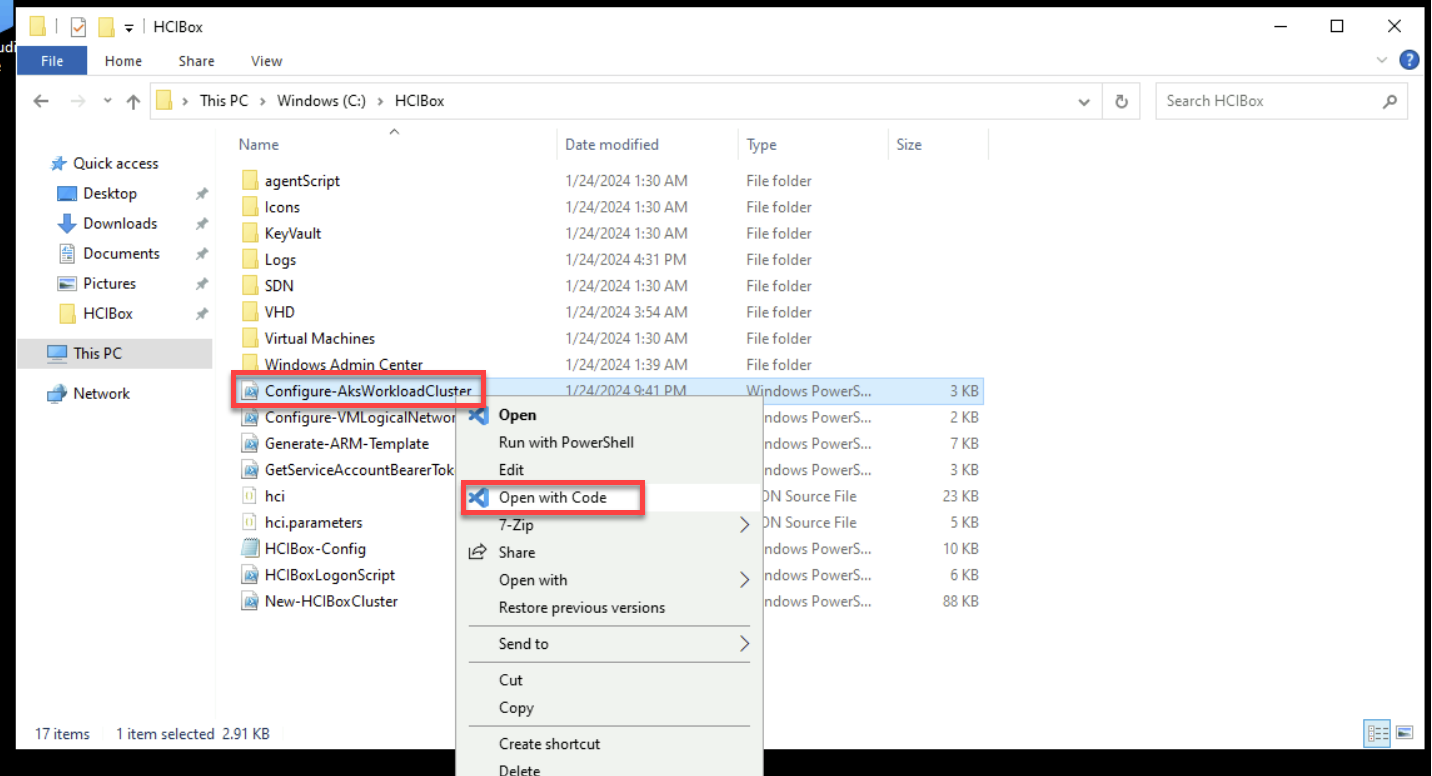 udi
HCIBox
File Home Share View
This PC Windows (C:) HCIBox Search HCIBox
Name Date modified Type Size
Quick access
Desktop
Downloads
Documents
Pictures
HCIBox
This PC
Network
agentScript 1/24/2024 1:30 AM File folder
Icons 1/24/2024 1:30 AM File folder
KeyVault 1/24/2024 1:30 AM File folder
Logs 1/24/2024 4:31 PM File folder
SDN 1/24/2024 1:30 AM File folder
VHD 1/24/2024 3:54 AM File folder
Virtual Machines 1/24/2024 1:30 AM File folder
Windows Admin Center 1/24/2024 1:39 AM File folder
Configure-AksWorkloadCluster 1/24/2024 9:41 PM Windows PowerS... 3 KB
Configure-VMLogicalNetwor ndows PowerS... 2 KB
Generate-ARM-Template ndows PowerS... 7 KB
GetServiceAccountBearerTok ndows PowerS... 3 KB
hci ON Source File 23 KB
hci.parameters ON Source File 5 KB
HCIBox-Config ndows PowerS... 10 KB
HCIBoxLogonScript ndows PowerS... 6 KB
New-HCIBoxCluster ndows PowerS... 88 KB
Open
Run with PowerShell
Edit
Open with Code
7-Zip
Share
Open with
Restore previous versions
Send to
Cut
Copy
Create shortcut
Delete
17 items 1 item selected 2.91 KB